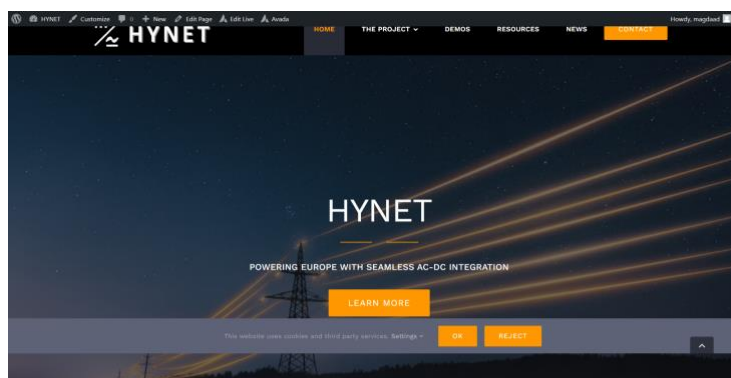 HYNET Customize 0 New Edit Page Edit Live Avada Howdy, magdaad
HYNET HOME THE PROJECT DEMOS RESOURCES NEWS CONTACT
HYNET
POWERING EUROPE WITH SEAMLESS AC-DC INTEGRATION
LEARN MORE
This website uses cookies and third party services. Settings OK REJECT